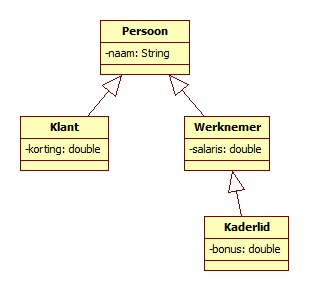 Persoon
-naam: String
Klant
-korting: double
Werknemer
-salaris: double
Kaderlid
-bonus: double